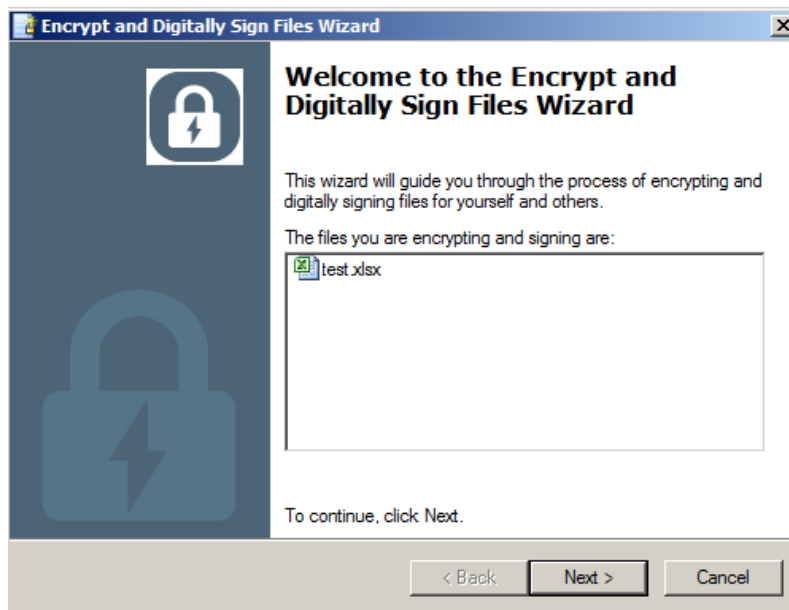 Encrypt and Digitally Sign Files Wizard
Welcome to the Encrypt and
Digitally Sign Files Wizard
This wizard will guide you through the process of encrypting and
digitally signing files for yourself and others.
The files you are encrypting and signing are:
test.xlsx
To continue, click Next.
< Back Next > Cancel